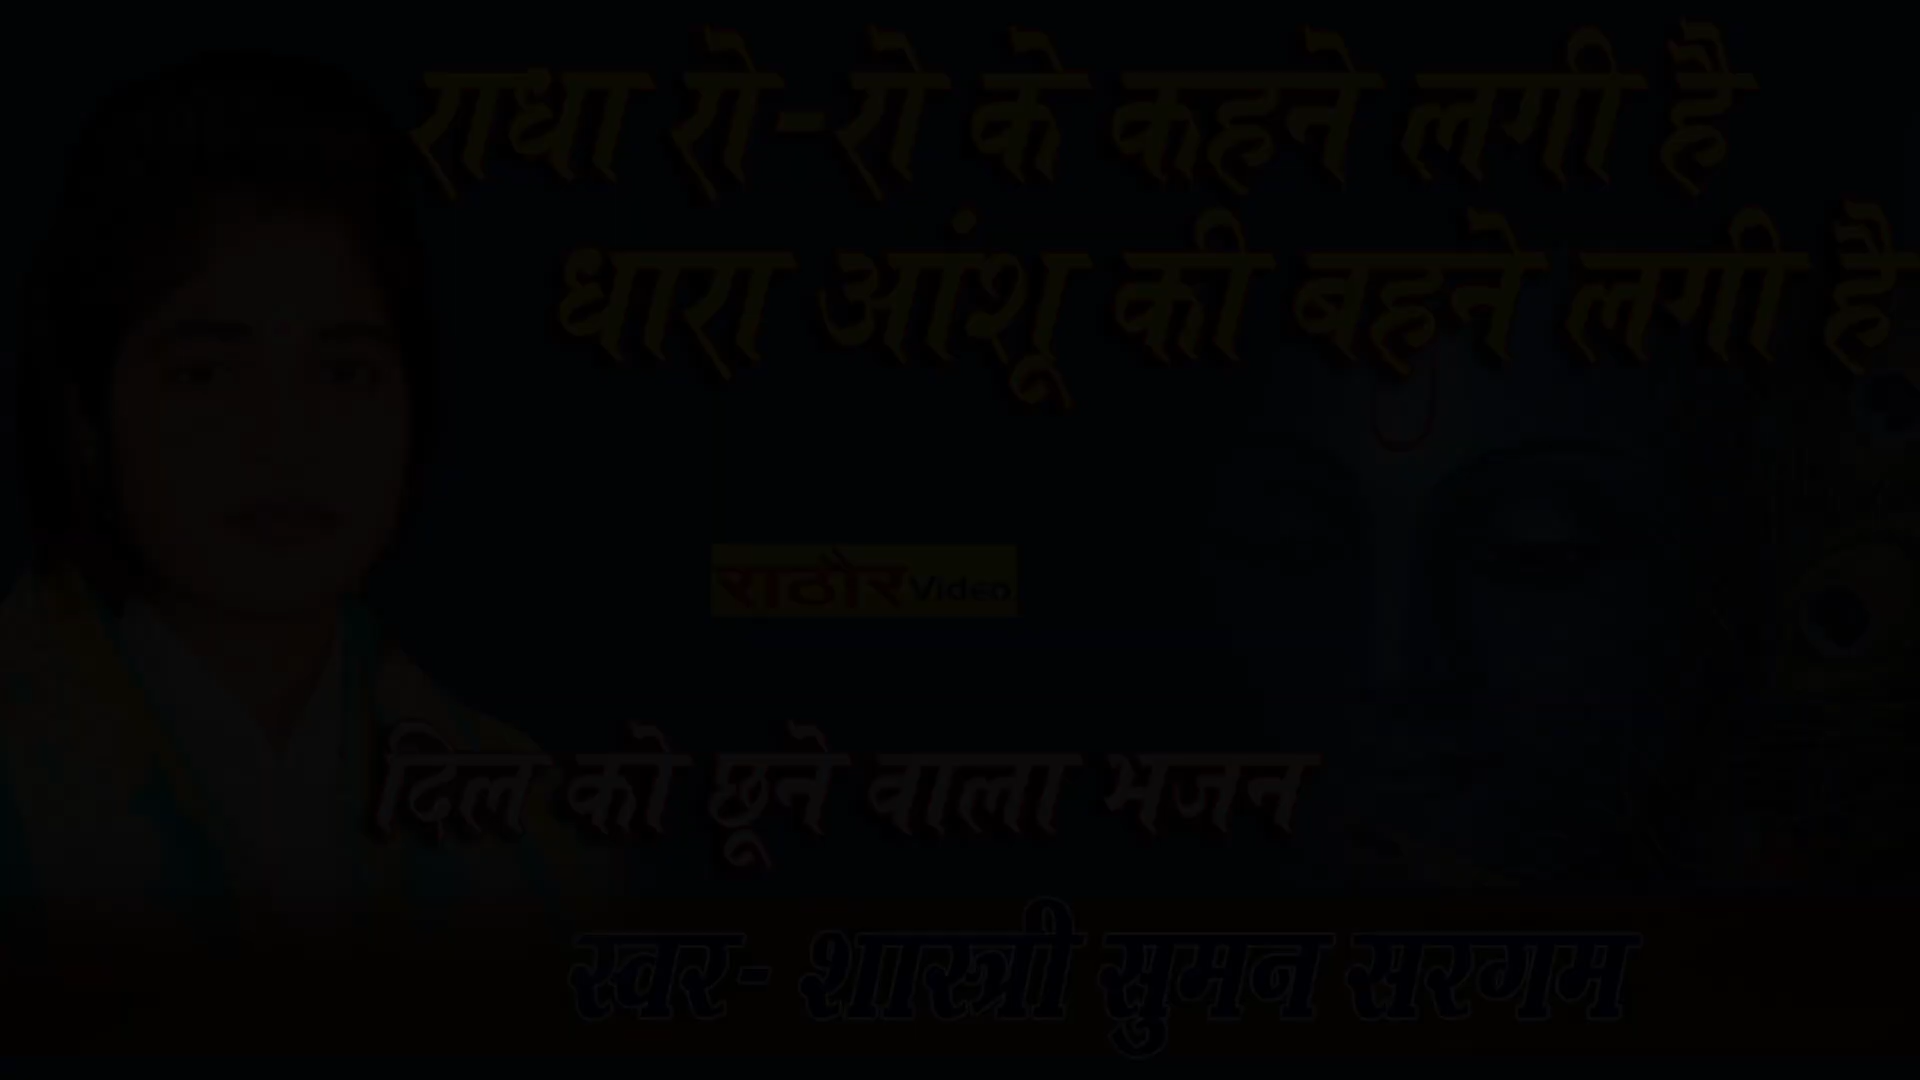 राधा रो-रो के कहने लगी है
धारा आंशू की बहने लगी है
राठौर Video
दिल को छूने वाला भजन
स्वर- शास्त्री सुमन सरगम